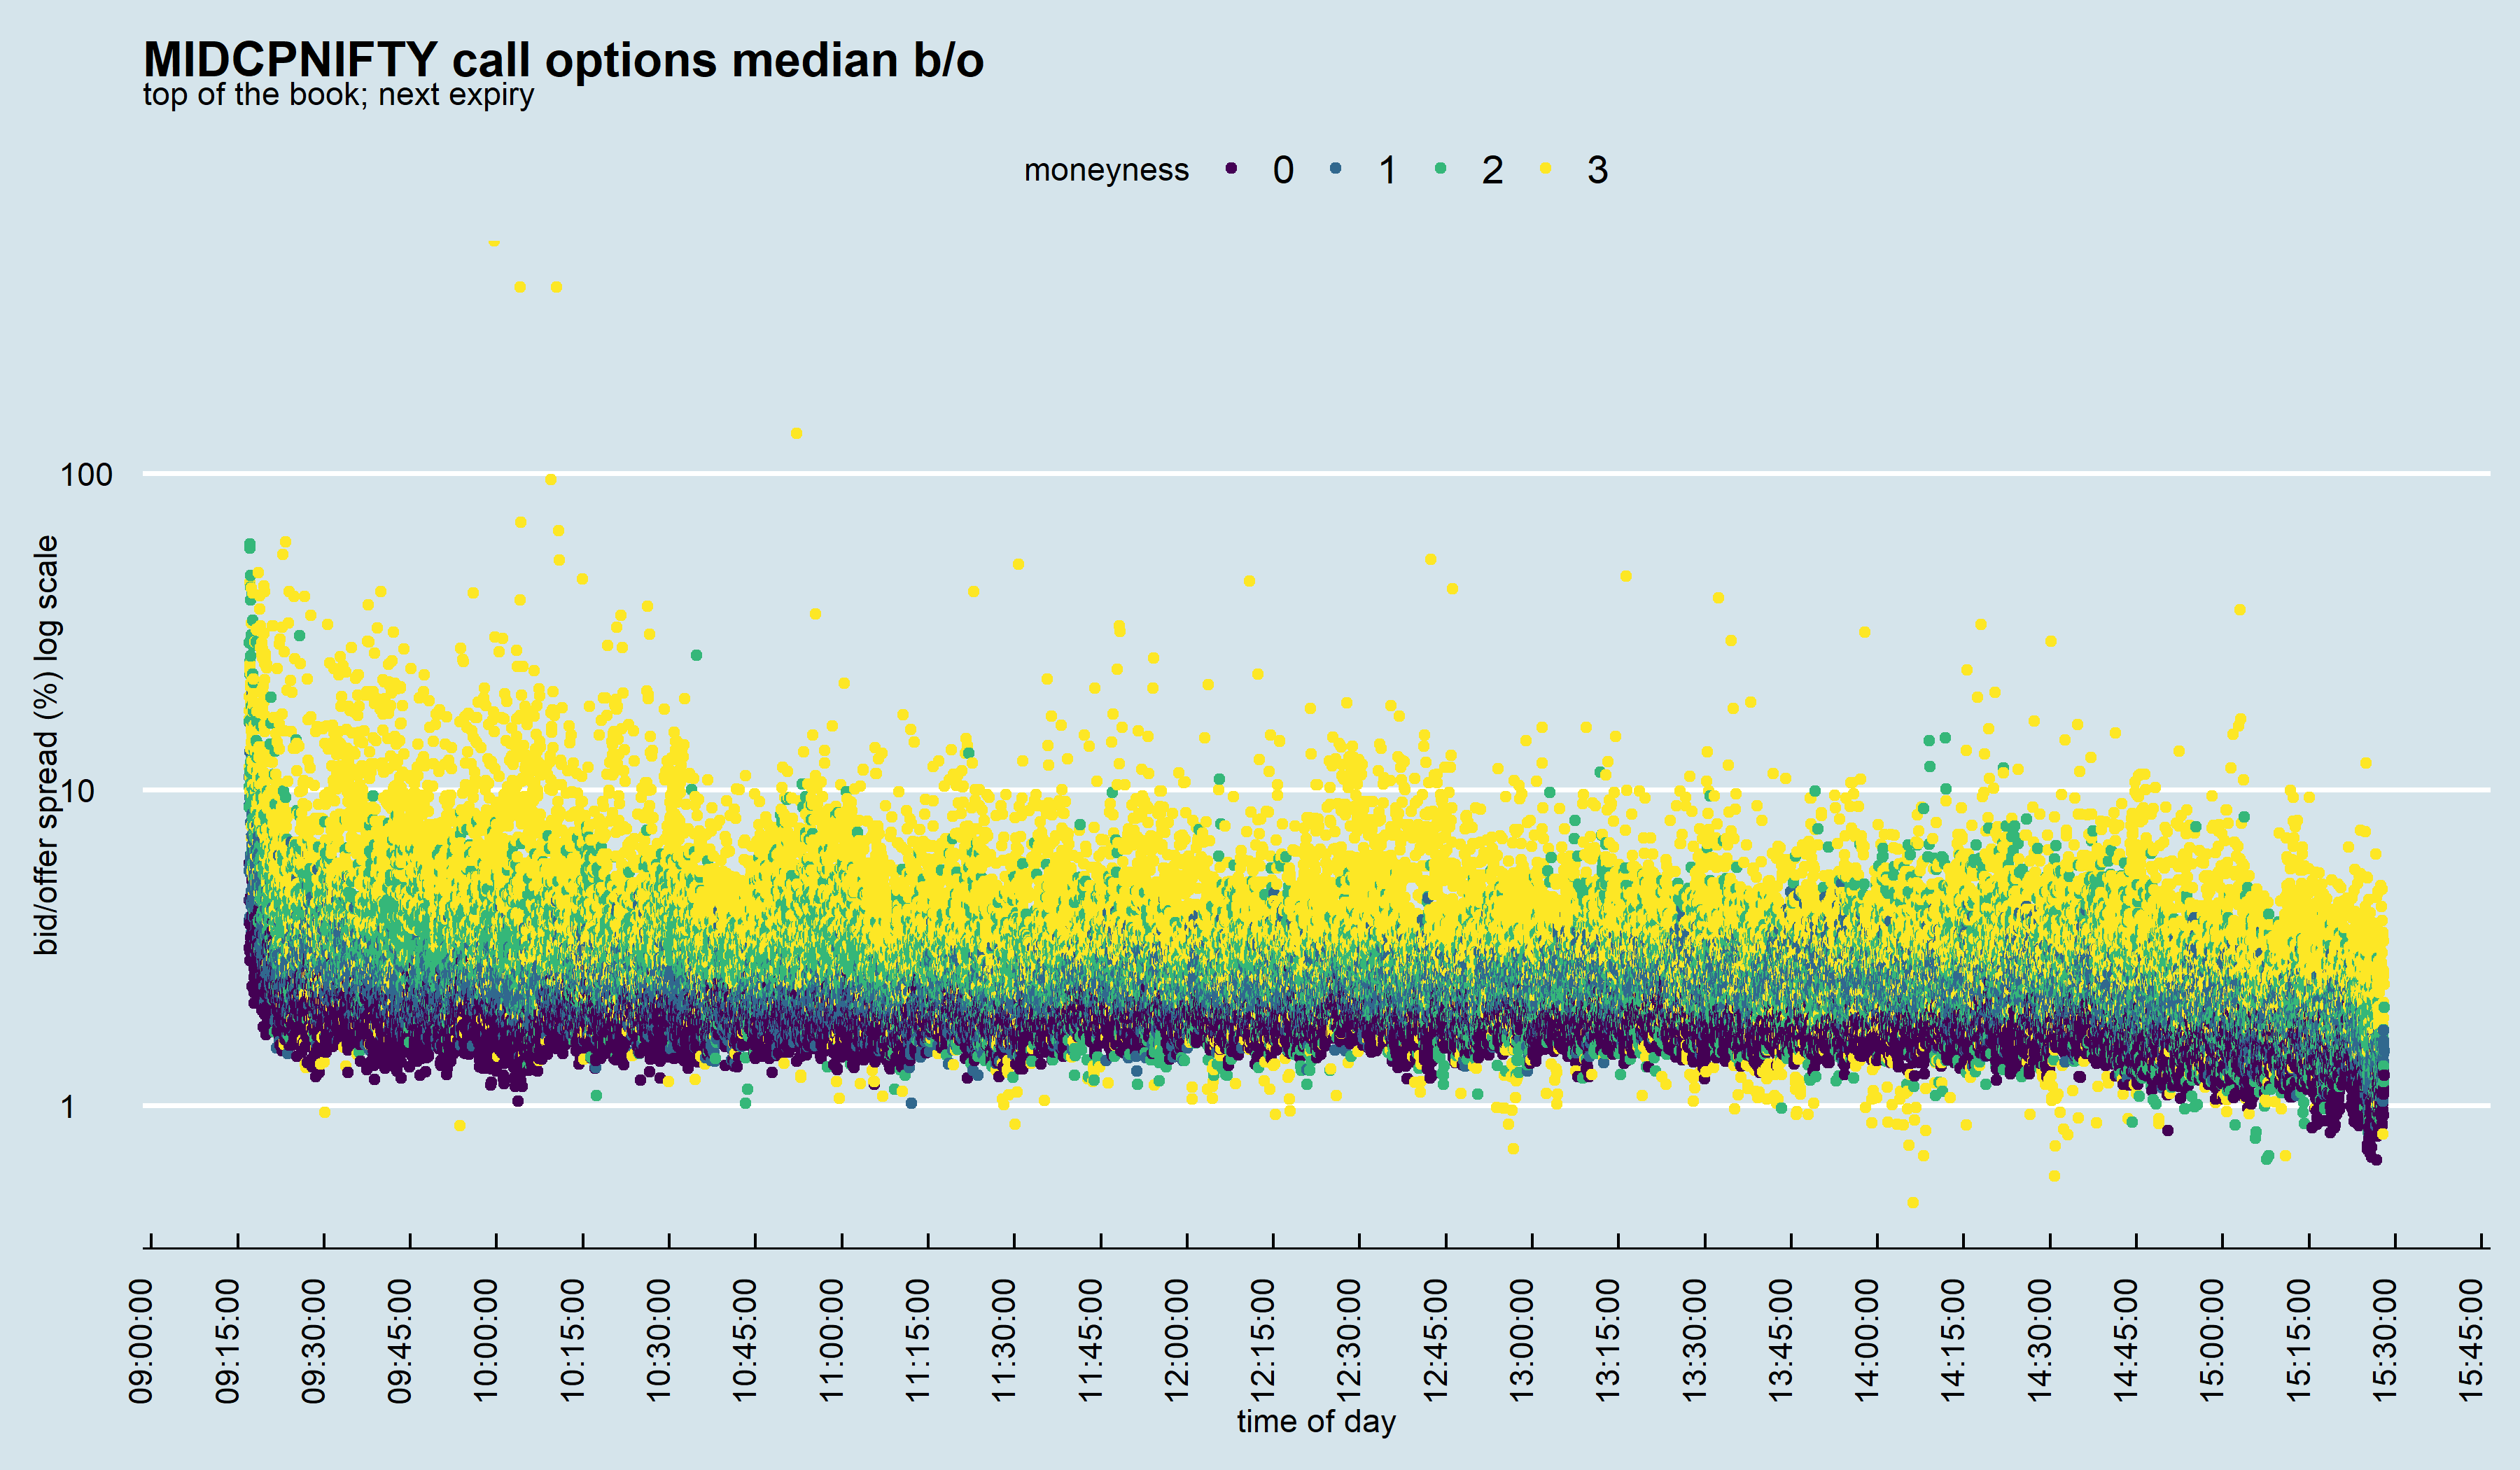 MIDCPNIFTY call options median b/o
top of the book; next expiry
moneyness 0 1 2 3
bid/offer spread (%) log scale
100
10
1
09:00:00 09:15:00 09:30:00 09:45:00 10:00:00 10:15:00 10:30:00 10:45:00 11:00:00 11:15:00 11:30:00 11:45:00 12:00:00 12:15:00 12:30:00 12:45:00 13:00:00 13:15:00 13:30:00 13:45:00 14:00:00 14:15:00 14:30:00 14:45:00 15:00:00 15:15:00 15:30:00 15:45:00
time of day